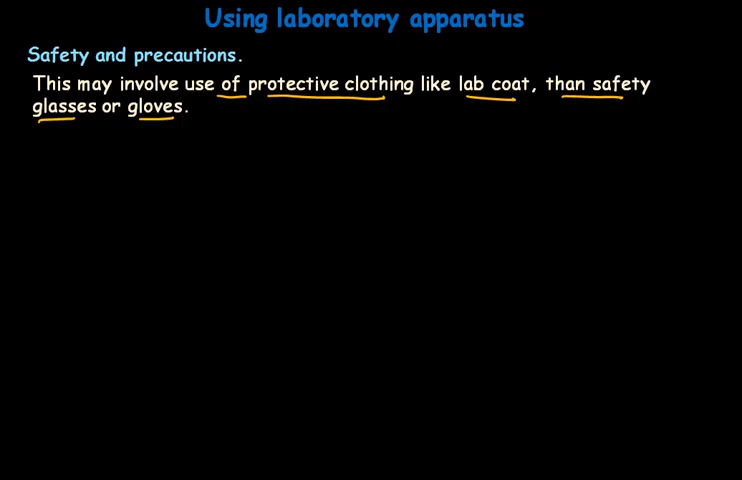 Using laboratory apparatus
Safety and precautions.
This may involve use of protective clothing like lab coat, than safety
glasses or gloves.